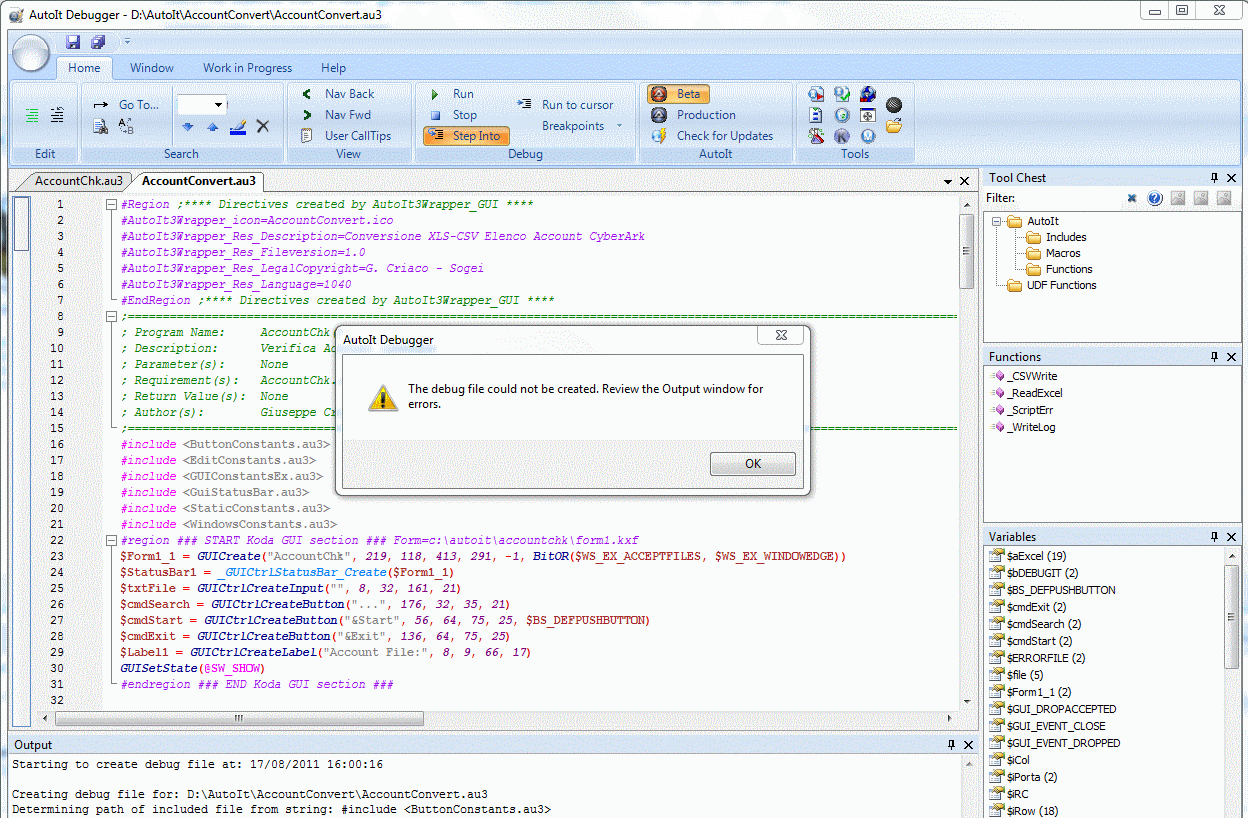 AutoIt Debugger - D:\AutoIt\AccountConvert\AccountConvert.au3
Home Window Work in Progress Help
Go To...
Edit
Search
Nav Back
Nav Fwd
User CallTips
View
Run
Stop
Step Into
Run to cursor
Breakpoints
Debug
Beta
Production
Check for Updates
AutoIt
Tools
AccountChk.au3 AccountConvert.au3
1 #Region ;**** Directives created by AutoIt3Wrapper_GUI ****
2 #AutoIt3Wrapper_icon=AccountConvert.ico
3 #AutoIt3Wrapper_Res_Description=Conversione XLS-CSV Elenco Account CyberArk
4 #AutoIt3Wrapper_Res_Fileversion=1.0
5 #AutoIt3Wrapper_Res_LegalCopyright=G. Criaco - Sogei
6 #AutoIt3Wrapper_Res_Language=1040
7 #EndRegion ;**** Directives created by AutoIt3Wrapper_GUI ****
8 ;=====================================================================
9 ; Program Name: AccountChk
10 ; Description: Verifica Ac
11 ; Parameter(s): None
12 ; Requirement(s): AccountChk.
13 ; Return Value(s): None
14 ; Author(s): Giuseppe Cr
15 ;=====================================================================
16 #include <ButtonConstants.au3>
17 #include <EditConstants.au3>
18 #include <GUIConstantsEx.au3>
19 #include <GuiStatusBar.au3>
20 #include <StaticConstants.au3>
21 #include <WindowsConstants.au3>
22 #region ### START Koda GUI section ### Form=c:\autoit\accountchk\form1.kxf
23 $Form1_1 = GUICreate("AccountChk", 219, 118, 413, 291, -1, BitOR($WS_EX_ACCEPTFILES, $WS_EX_WINDOWEDGE))
24 $StatusBar1 = _GUICtrlStatusBar_Create($Form1_1)
25 $txtFile = GUICtrlCreateInput("", 8, 32, 161, 21)
26 $cmdSearch = GUICtrlCreateButton("...", 176, 32, 35, 21)
27 $cmdStart = GUICtrlCreateButton("&Start", 56, 64, 75, 25, $BS_DEFPUSHBUTTON)
28 $cmdExit = GUICtrlCreateButton("&Exit", 136, 64, 75, 25)
29 $Label1 = GUICtrlCreateLabel("Account File:", 8, 9, 66, 17)
30 GUISetState(@SW_SHOW)
31 #endregion ### END Koda GUI section ###
32
AutoIt Debugger
The debug file could not be created. Review the Output window for
errors.
OK
Tool Chest
Filter:
AutoIt
Includes
Macros
Functions
UDF Functions
Functions
_CSVWrite
_ReadExcel
_ScriptErr
_WriteLog
Variables
$aExcel (19)
$bDEBUGIT (2)
$BS_DEFPUSHBUTTON
$cmdExit (2)
$cmdSearch (2)
$cmdStart (2)
$ERRORFILE (2)
$file (5)
$Form1_1 (2)
$GUI_DROPACCEPTED
$GUI_EVENT_CLOSE
$GUI_EVENT_DROPPED
$iCol
$iPorta (2)
$iRC
$iRow (18)
Output
Starting to create debug file at: 17/08/2011 16:00:16
Creating debug file for: D:\AutoIt\AccountConvert\AccountConvert.au3
Determining path of included file from string: #include <ButtonConstants.au3>